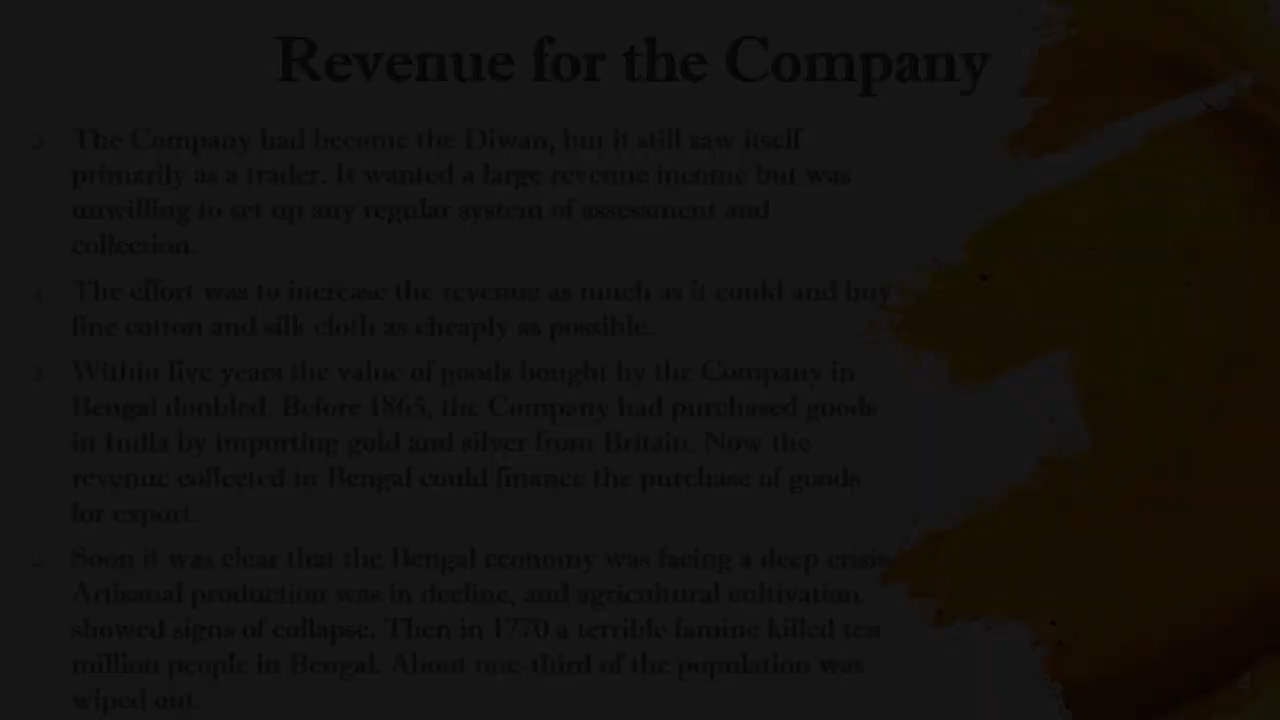 Revenue for the Company
The Company had become the Diwan, but it still saw itself
primarily as a trader. It wanted a large revenue income but was
unwilling to set up any regular system of assessment and
collection.
The effort was to increase the revenue as much as it could and buy
fine cotton and silk cloth as cheaply as possible.
Within five years the value of goods bought by the Company in
Bengal doubled. Before 1865, the Company had purchased goods
in India by importing gold and silver from Britain. Now the
revenue collected in Bengal could finance the purchase of goods
for export.
Soon it was clear that the Bengal economy was facing a deep crisis.
Artisanal production was in decline, and agricultural cultivation
showed signs of collapse. Then in 1770 a terrible famine killed ten
million people in Bengal. About one-third of the population was
wiped out.
4